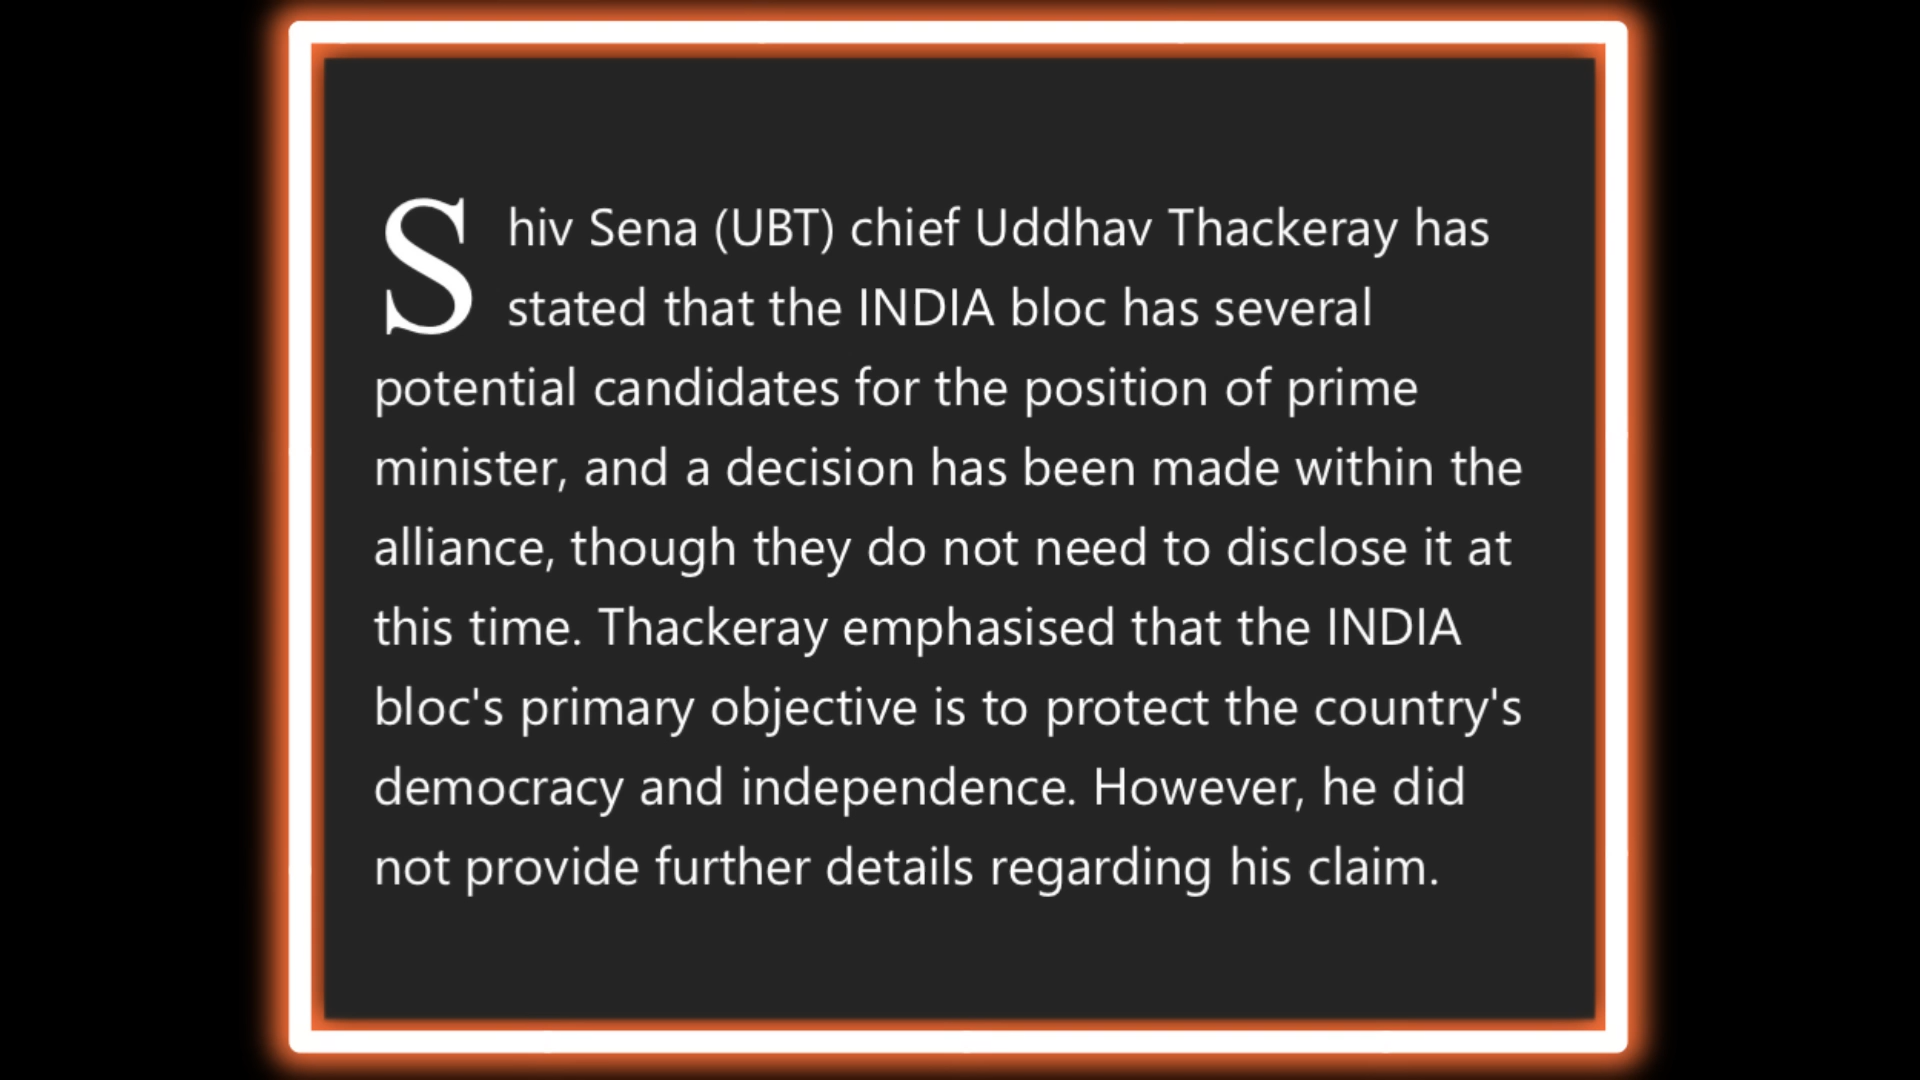 Shiv Sena (UBT) chief Uddhav Thackeray has
stated that the INDIA bloc has several
potential candidates for the position of prime
minister, and a decision has been made within the
alliance, though they do not need to disclose it at
this time. Thackeray emphasised that the INDIA
bloc's primary objective is to protect the country's
democracy and independence. However, he did
not provide further details regarding his claim.